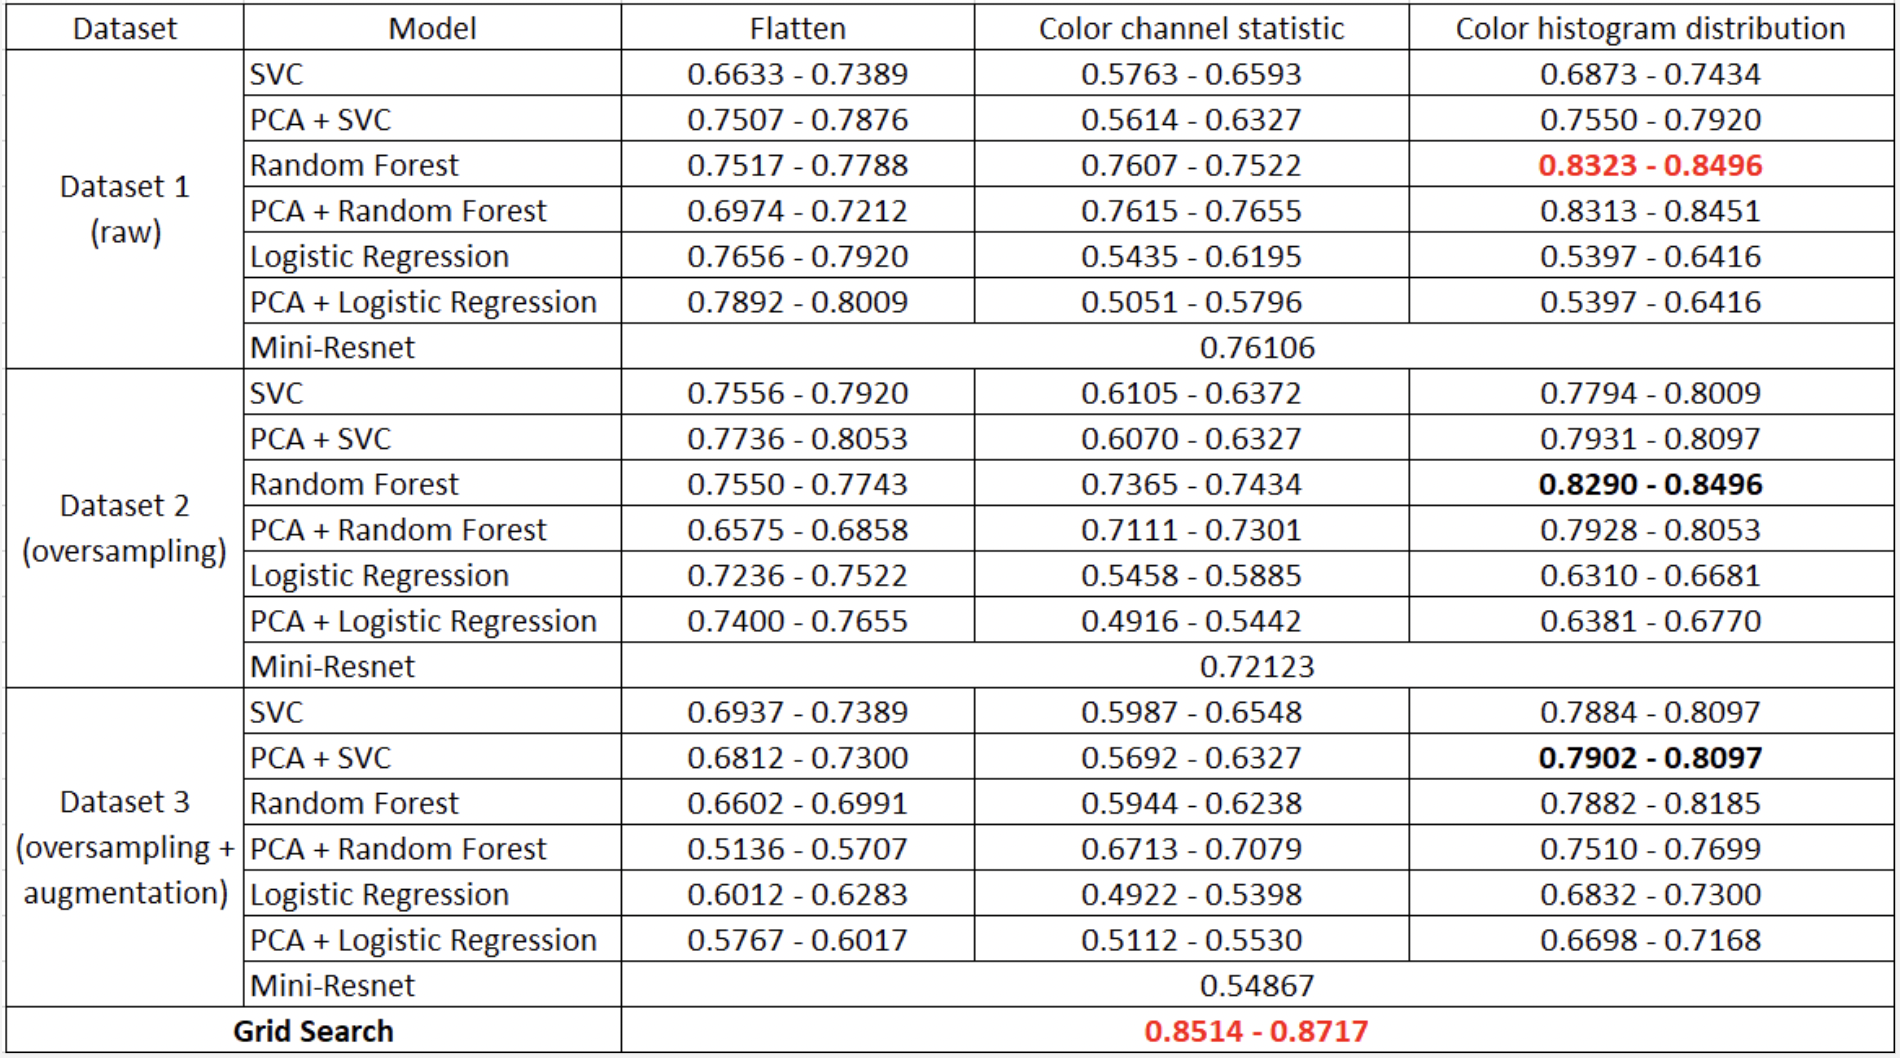 Dataset Model Flatten Color channel statistic Color histogram distribution
Dataset 1
(raw)
SVC 0.6633 - 0.7389 0.5763 - 0.6593 0.6873 - 0.7434
PCA + SVC 0.7507 - 0.7876 0.5614 - 0.6327 0.7550 - 0.7920
Random Forest 0.7517 - 0.7788 0.7607 - 0.7522 0.8323 - 0.8496
PCA + Random Forest 0.6974 - 0.7212 0.7615 - 0.7655 0.8313 - 0.8451
Logistic Regression 0.7656 - 0.7920 0.5435 - 0.6195 0.5397 - 0.6416
PCA + Logistic Regression 0.7892 - 0.8009 0.5051 - 0.5796 0.5397 - 0.6416
Mini-Resnet 0.76106
Dataset 2
(oversampling)
SVC 0.7556 - 0.7920 0.6105 - 0.6372 0.7794 - 0.8009
PCA + SVC 0.7736 - 0.8053 0.6070 - 0.6327 0.7931 - 0.8097
Random Forest 0.7550 - 0.7743 0.7365 - 0.7434 0.8290 - 0.8496
PCA + Random Forest 0.6575 - 0.6858 0.7111 - 0.7301 0.7928 - 0.8053
Logistic Regression 0.7236 - 0.7522 0.5458 - 0.5885 0.6310 - 0.6681
PCA + Logistic Regression 0.7400 - 0.7655 0.4916 - 0.5442 0.6381 - 0.6770
Mini-Resnet 0.72123
Dataset 3
(oversampling +
augmentation)
SVC 0.6937 - 0.7389 0.5987 - 0.6548 0.7884 - 0.8097
PCA + SVC 0.6812 - 0.7300 0.5692 - 0.6327 0.7902 - 0.8097
Random Forest 0.6602 - 0.6991 0.5944 - 0.6238 0.7882 - 0.8185
PCA + Random Forest 0.5136 - 0.5707 0.6713 - 0.7079 0.7510 - 0.7699
Logistic Regression 0.6012 - 0.6283 0.4922 - 0.5398 0.6832 - 0.7300
PCA + Logistic Regression 0.5767 - 0.6017 0.5112 - 0.5530 0.6698 - 0.7168
Mini-Resnet 0.54867
Grid Search 0.8514 - 0.8717